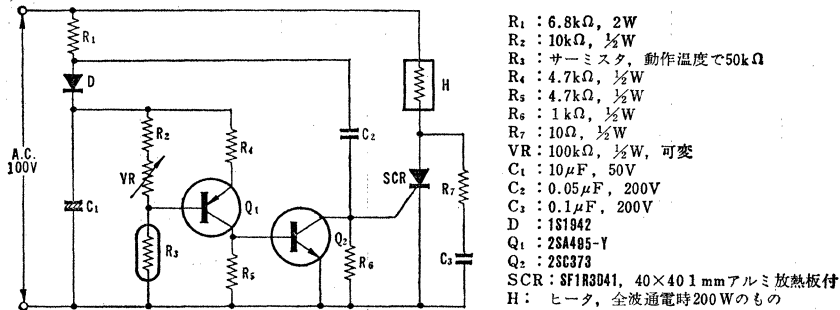 A.C.
100V
R₁
D
C₁
R₂
VR
R₃
R₄
Q₁
R₅
Q₂
C₂
R₆
H
SCR
R₇
C₃
R₁ : 6.8kΩ, 2W
R₂ : 10kΩ, ½W
R₃ : サーミスタ, 動作温度で50kΩ
R₄ : 4.7kΩ, ½W
R₅ : 4.7kΩ, ½W
R₆ : 1kΩ, ½W
R₇ : 10Ω, ½W
VR : 100kΩ, ½W, 可変
C₁ : 10μF, 50V
C₂ : 0.05μF, 200V
C₃ : 0.1μF, 200V
D : 1S1942
Q₁ : 2SA495-Y
Q₂ : 2SC373
SCR : SF1R3D41, 40×40 1mmアルミ放熱板付
H : ヒータ, 全波通電時200Wのもの